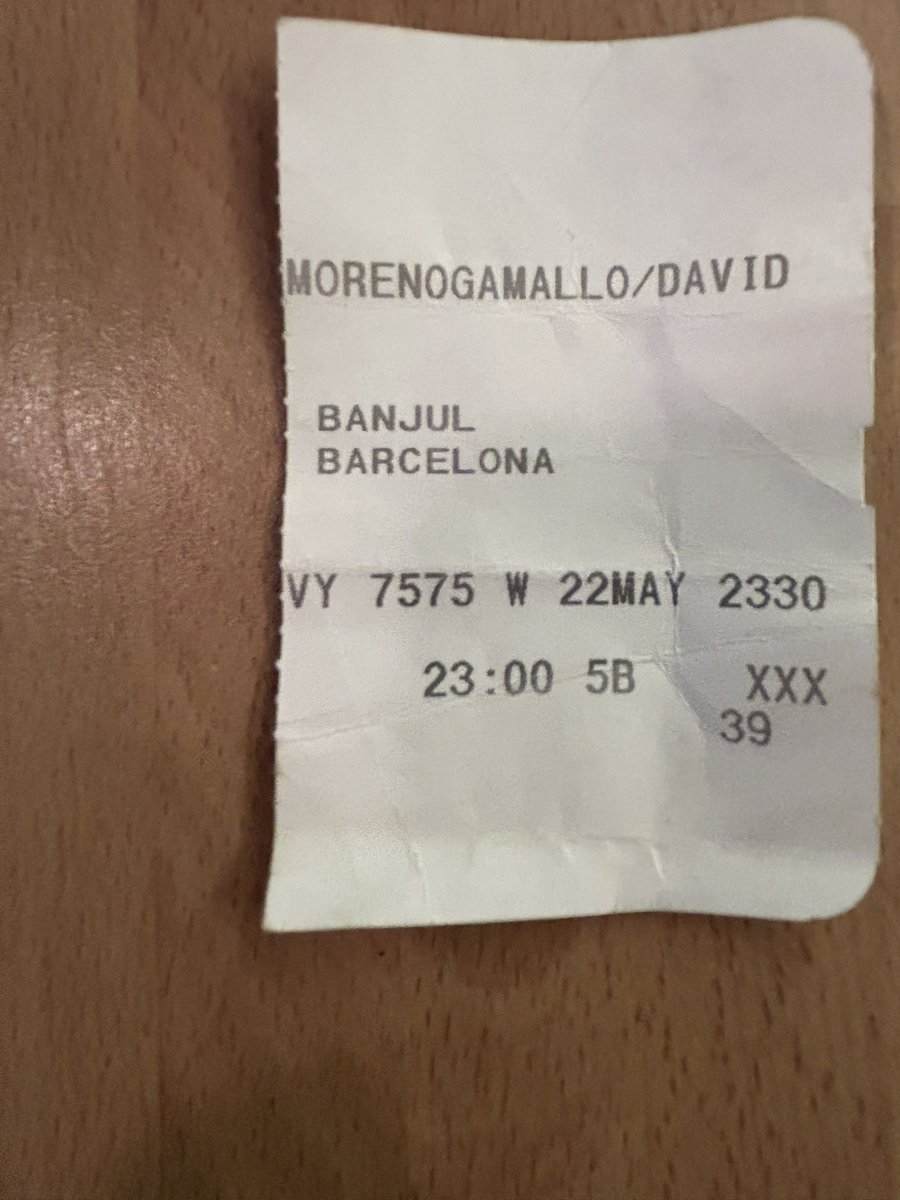 MORENOGAMALLO/DAVID
BANJUL
BARCELONA
VY 7575 W 22MAY 2330
23:00 5B XXX
39